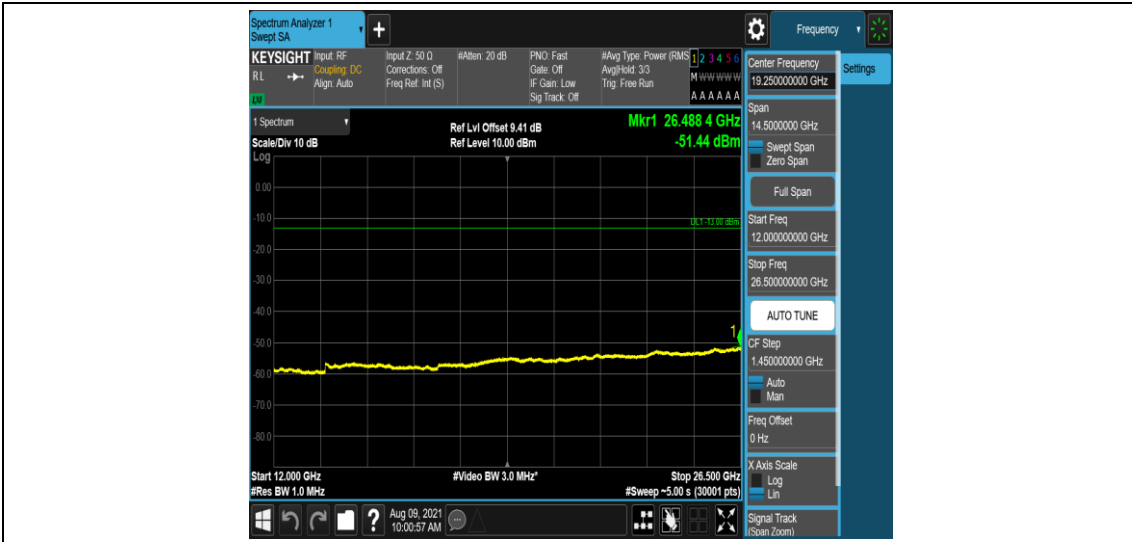 Spectrum Analyzer 1
Swept SA
+
Frequency
KEYSIGHT
RL
LXI
Input: RF
Coupling: DC
Align: Auto
Input Z: 50 Ω
Corrections: Off
Freq Ref: Int (S)
#Atten: 20 dB
PNO: Fast
Gate: Off
IF Gain: Low
Sig Track: Off
#Avg Type: Power (RMS
Avg|Hold: 3/3
Trig: Free Run
1 2 3 4 5 6
M W W W W W
A A A A A A
1 Spectrum
Scale/Div 10 dB
Log
Ref Lvl Offset 9.41 dB
Ref Level 10.00 dBm
Mkr1 26.488 4 GHz
-51.44 dBm
0.00
-10.0
DL1 -13.00 dBm
-20.0
-30.0
-40.0
1
-50.0
-60.0
-70.0
-80.0
Start 12.000 GHz
#Video BW 3.0 MHz*
Stop 26.500 GHz
#Res BW 1.0 MHz
#Sweep ~5.00 s (30001 pts)
?
Aug 09, 2021
10:00:57 AM
Center Frequency
19.250000000 GHz
Settings
Span
14.5000000 GHz
Swept Span
Zero Span
Full Span
Start Freq
12.000000000 GHz
Stop Freq
26.500000000 GHz
AUTO TUNE
CF Step
1.450000000 GHz
Auto
Man
Freq Offset
0 Hz
X Axis Scale
Log
Lin
Signal Track
(Span Zoom)